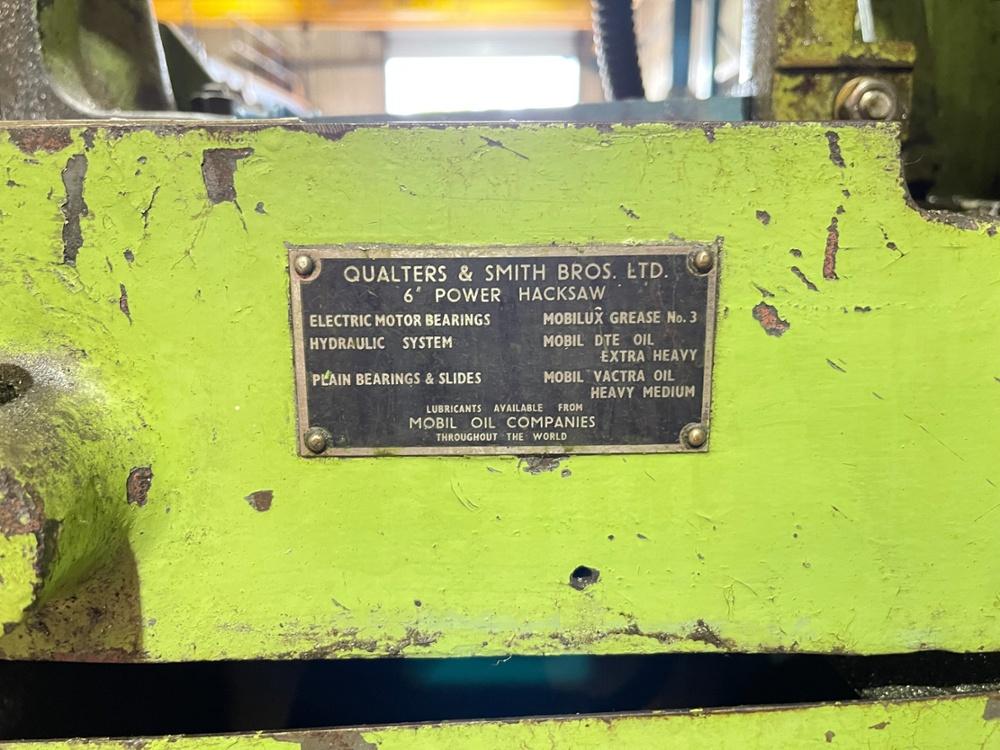 QUALTERS & SMITH BROS. LTD.
6" POWER HACKSAW
ELECTRIC MOTOR BEARINGS MOBILUX GREASE No. 3
HYDRAULIC SYSTEM MOBIL DTE OIL
EXTRA HEAVY
PLAIN BEARINGS & SLIDES MOBIL VACTRA OIL
HEAVY MEDIUM
LUBRICANTS AVAILABLE FROM
MOBIL OIL COMPANIES
THROUGHOUT THE WORLD